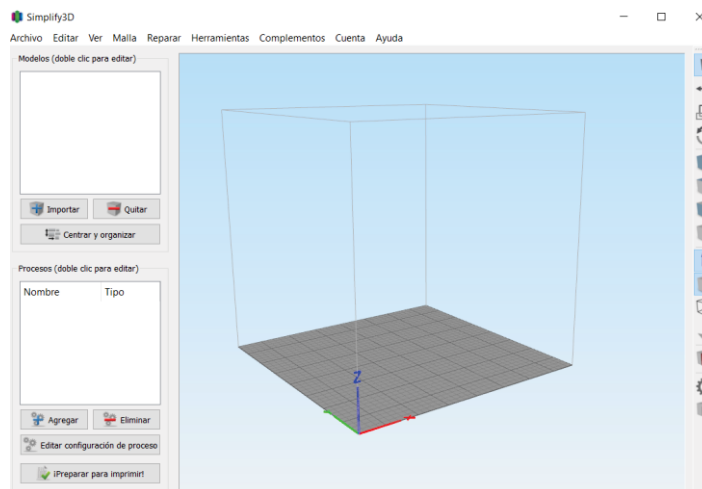 Simplify3D
Archivo Editar Ver Malla Reparar Herramientas Complementos Cuenta Ayuda
Modelos (doble clic para editar)
Importar Quitar
Centrar y organizar
Procesos (doble clic para editar)
Nombre Tipo
Agregar Eliminar
Editar configuración de proceso
¡Preparar para imprimir!
Z